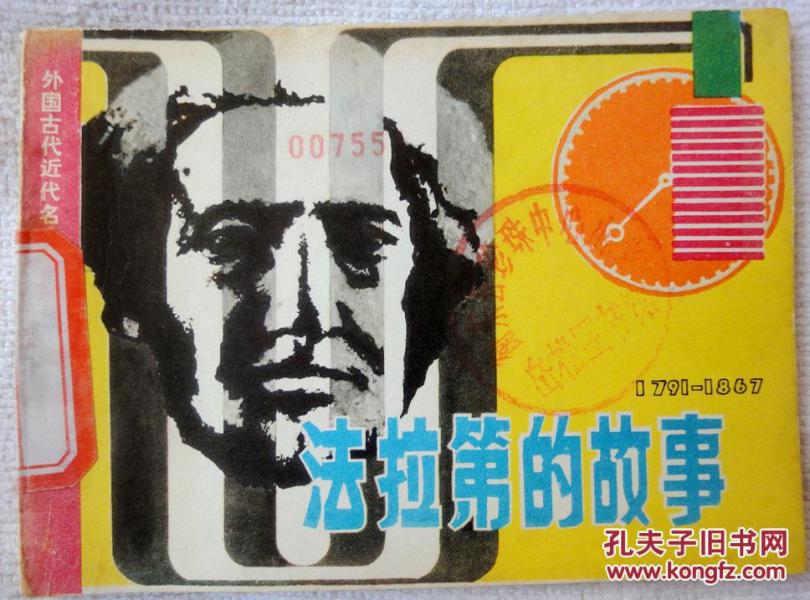 外国古代近代名
00755
1791-1867
法拉第的故事
孔夫子旧书网
www.kongfz.com